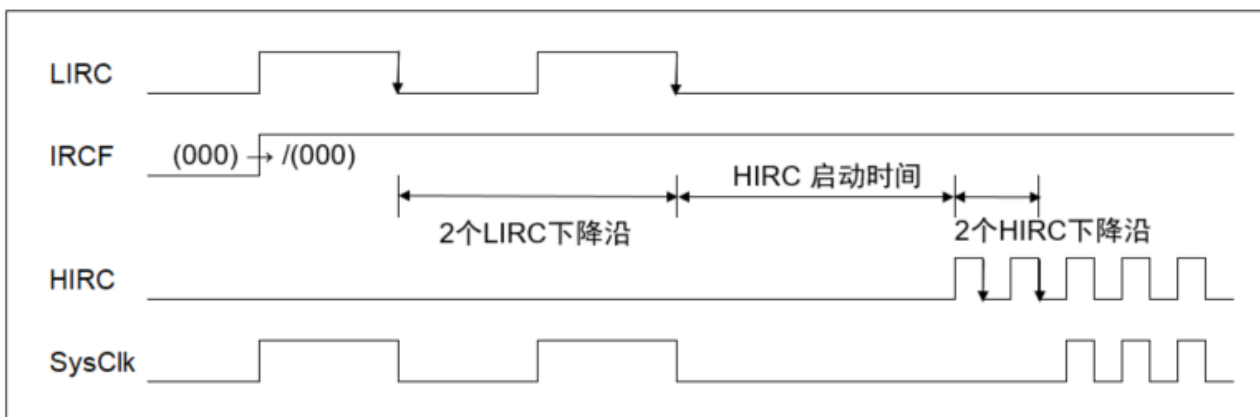 LIRC
IRCF
(000) → /(000)
HIRC 启动时间
2个LIRC下降沿
2个HIRC下降沿
HIRC
SysClk